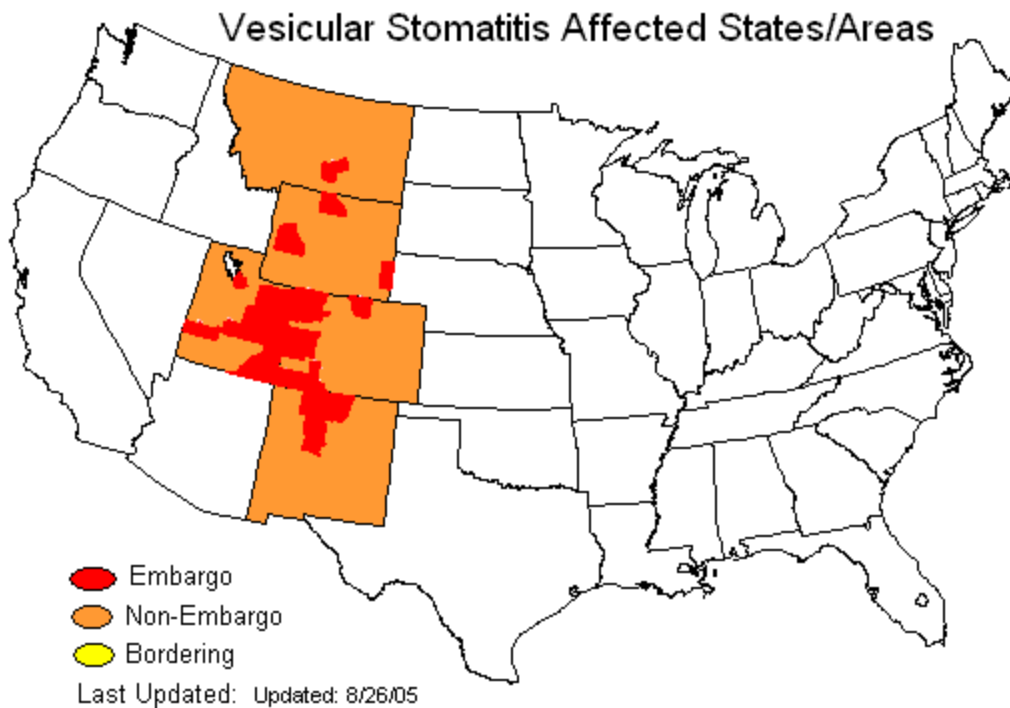 Vesicular Stomatitis Affected States/Areas
Embargo
Non-Embargo
Bordering
Last Updated: Updated: 8/26/05